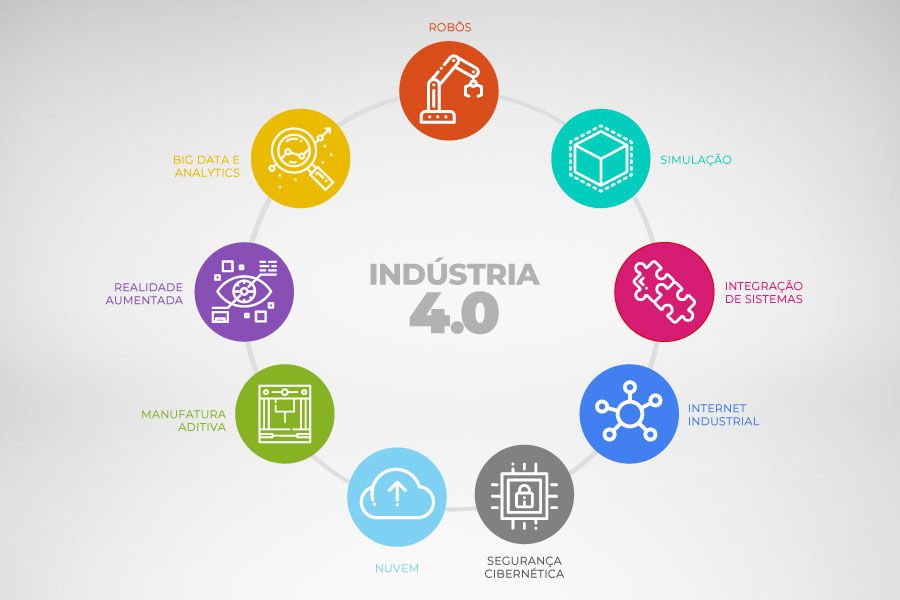 ROBÔS
BIG DATA E
ANALYTICS
SIMULAÇÃO
INDÚSTRIA
4.0
REALIDADE
AUMENTADA
INTEGRAÇÃO
DE SISTEMAS
MANUFATURA
ADITIVA
INTERNET
INDUSTRIAL
NUVEM
SEGURANÇA
CIBERNÉTICA